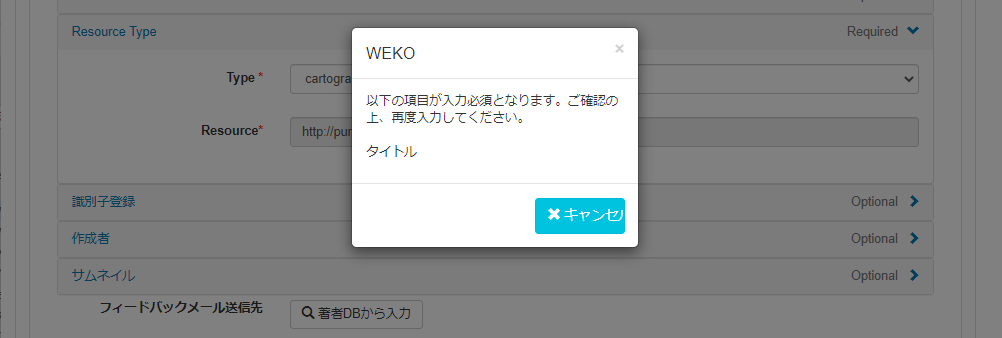 Resource Type Required
WEKO ×
Type *
以下の項目が入力必須となります。ご確認の
上、再度入力してください。
Resource*
http://pur
タイトル
識別子登録 Optional
キャンセル
作成者 Optional
サムネイル Optional
フィードバックメール送信先 著者DBから入力